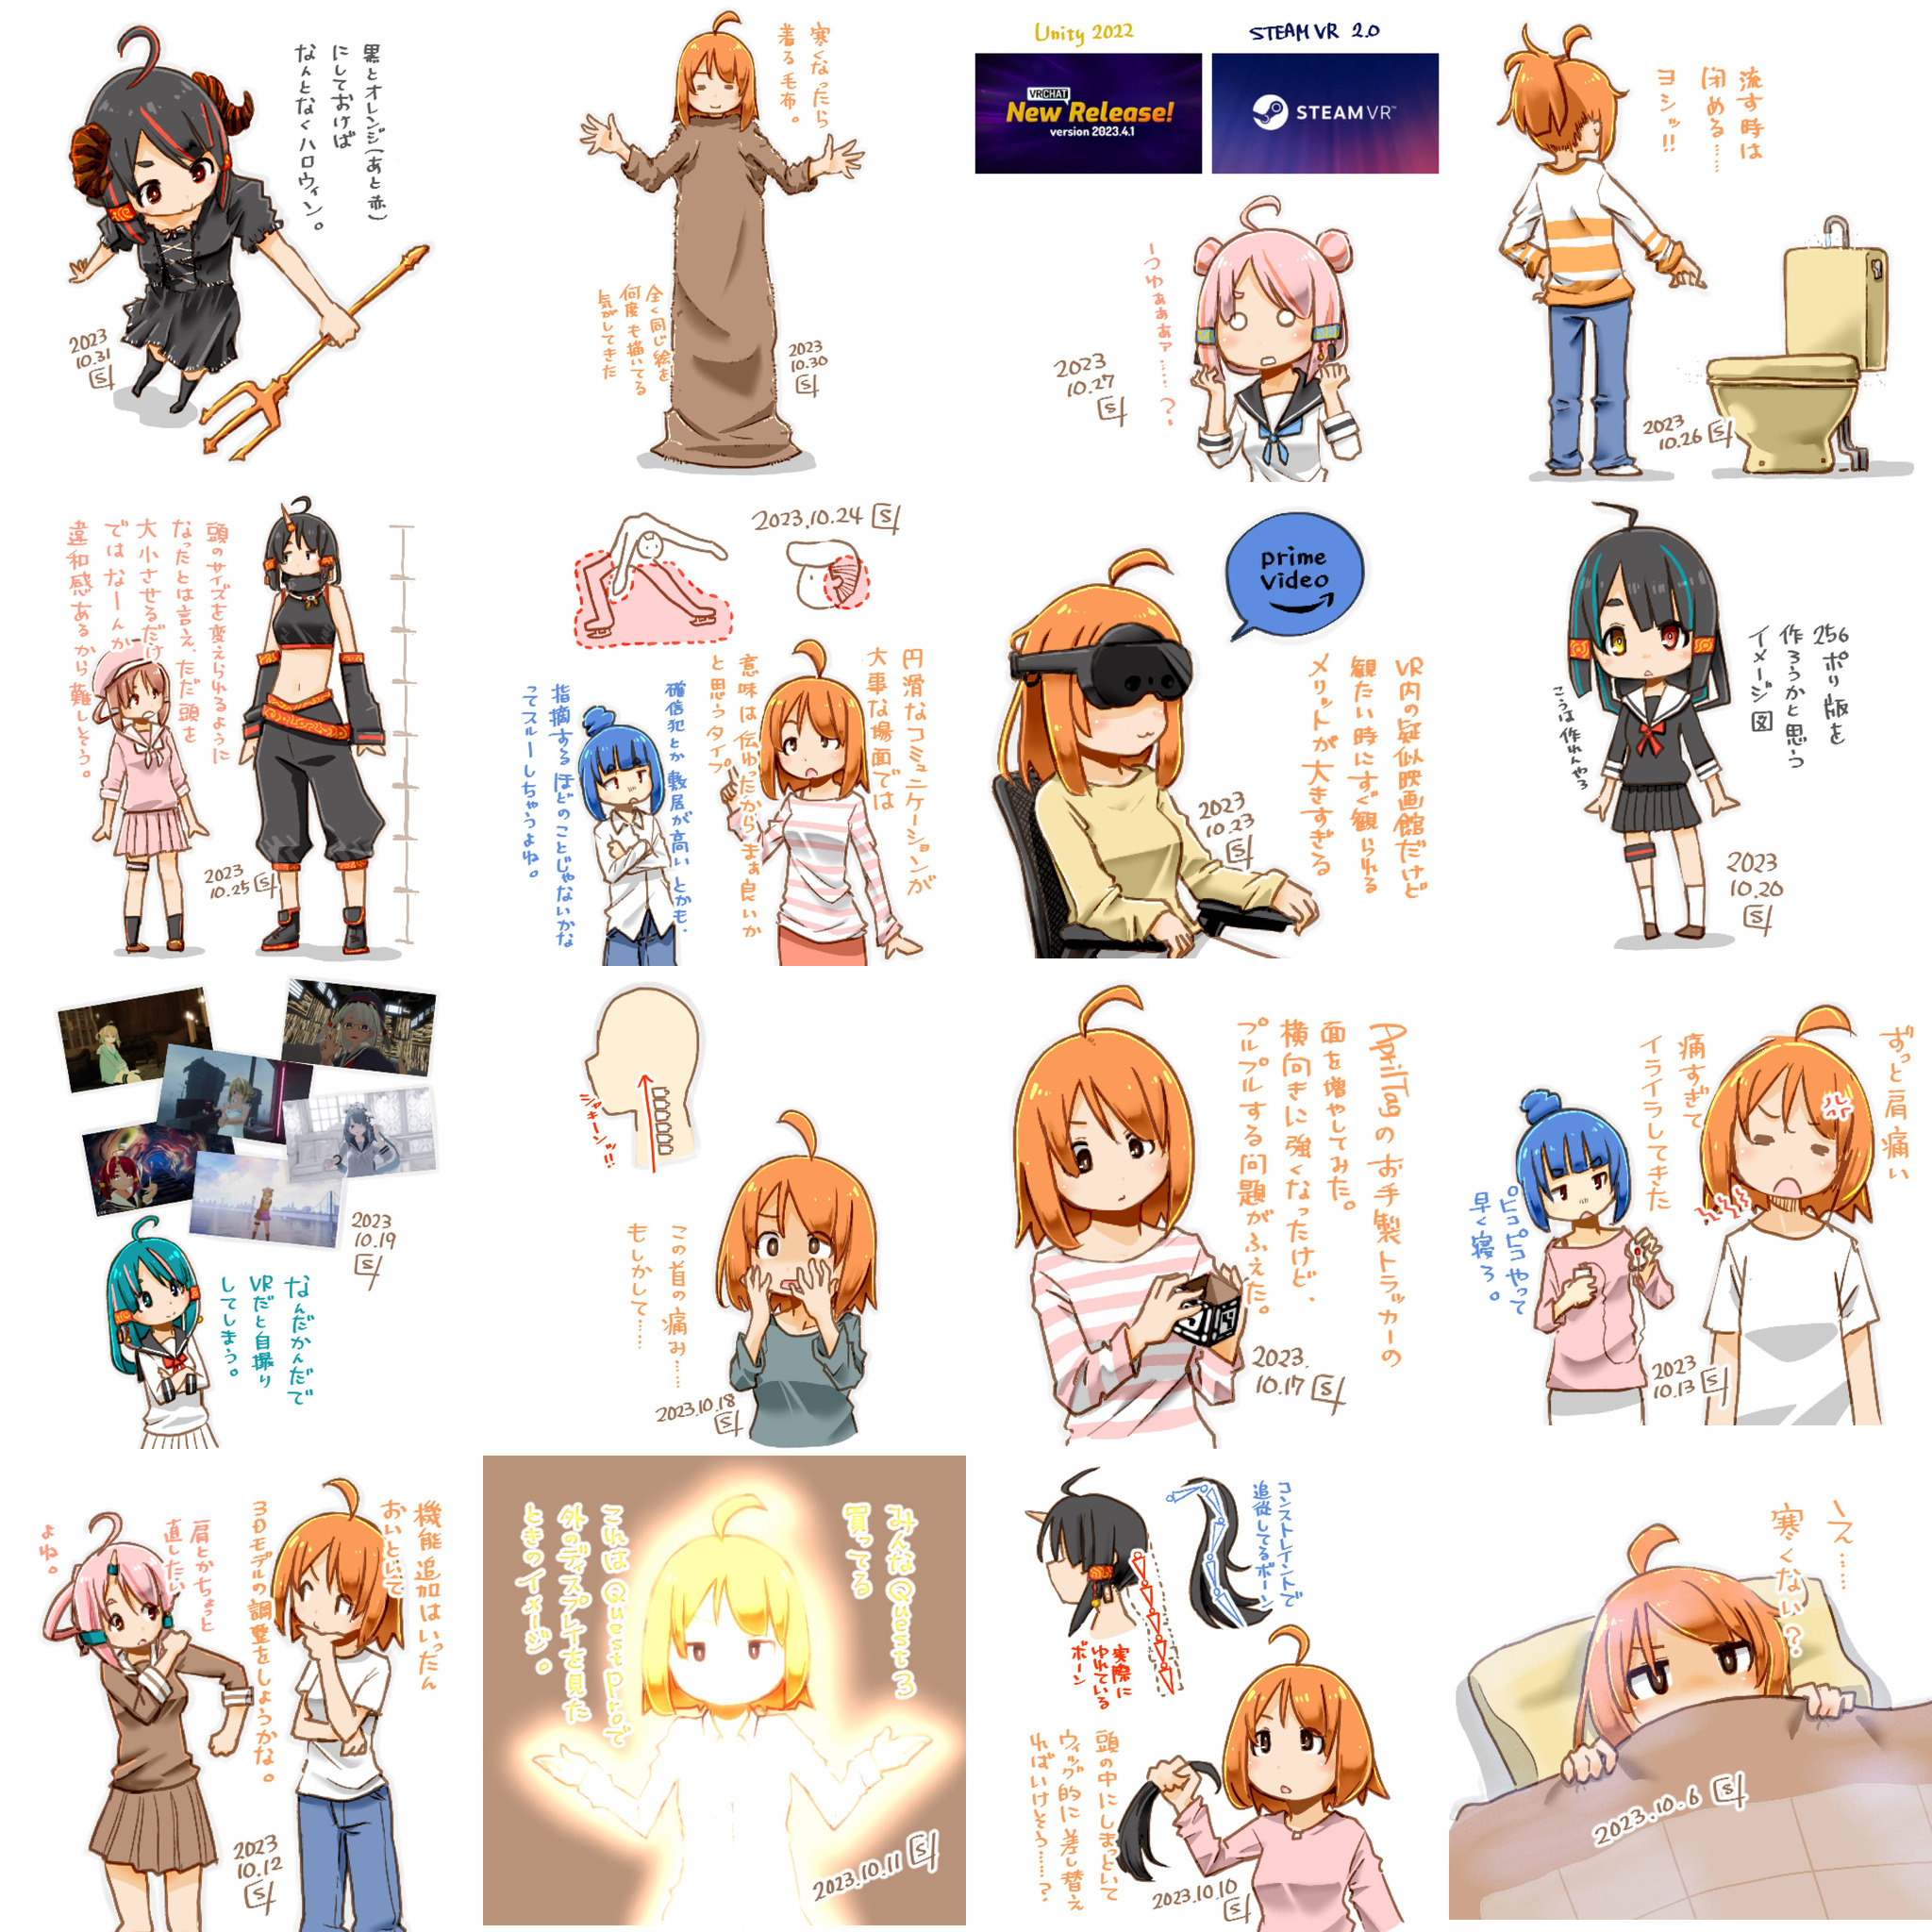 黒とオレンジ(あと赤)
にしておけば
なんとなくハロウィン。
2023
10.31
寒くなったら
着る毛布。
全く同じ絵を
何度も描いてる
気がしてきた
2023
10.30
Unity 2022
STEAM VR 2.0
VRCHAT
New Release!
version 2023.4.1
STEAMVR™
2023
10.27
流す時は
閉める……
ヨシッ!!
2023
10.26
頭のサイズを変えられるように
なったとは言え、ただ頭を
大小させるだけ
ではなーんか
違和感あるから難しそう。
2023
10.25
2023.10.24
円滑なコミュニケーションが
大事な場面では
意味は伝わったからまぁ良いか
と思うタイプ
確信犯とか敷居が高いとかも、
指摘するほどのことじゃないかな
ってスルーしちゃうよね。
prime
video
VR内の疑似映画館だけど
観たい時にすぐ観られる
メリットが大きすぎる
2023
10.23
256ポリ版を
作ろうかと思う
イメージ図
こうは作れんやろ
2023
10.20
2023
10.19
なんだかんだで
VRだと自撮り
してしまう。
シャキーンッ!!
この首の痛み……
もしかして……
2023.10.18
AprilTagのお手製トラッカーの
面を増やしてみた。
横向きに強くなったけど、
プルプルする問題がふえた。
2023.
10.17
ずっと肩痛い
痛すぎて
イライラしてきた
ピコピコやって
早く寝ろ。
2023
10.13
機能追加はいったん
おいといて
3Dモデルの調整をしようかな。
肩とかちょっと
直したい
よね。
2023
10.12
みんなQuest3
買ってる
これはQuest Proで
外のディスプレイを見た
ときのイメージ。
2023.10.11
コンストレイントで
追従してるボーン
実際に
ゆれている
ボーン
頭の中にしまっといて
ウィッグ的に差し替え
ればいけそう……?
2023.10.10
えー……
寒くない?
2023.10.6